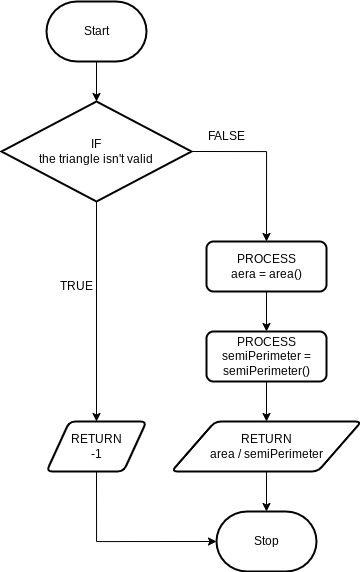 Start
IF
the triangle isn't valid
FALSE
PROCESS
aera = area()
TRUE
PROCESS
semiPerimeter =
semiPerimeter()
RETURN
-1
RETURN
area / semiPerimeter
Stop